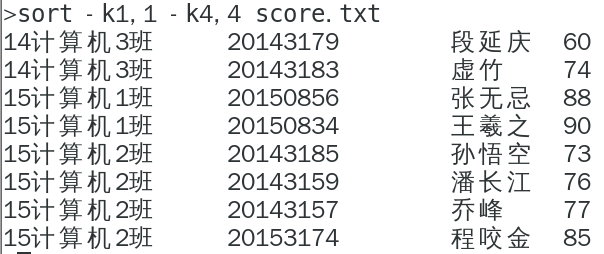 >sort -k1,1 -k4,4 score.txt
14计算机3班 20143179 段延庆 60
14计算机3班 20143183 虚竹 74
15计算机1班 20150856 张无忌 88
15计算机1班 20150834 王羲之 90
15计算机2班 20143185 孙悟空 73
15计算机2班 20143159 潘长江 76
15计算机2班 20143157 乔峰 77
15计算机2班 20153174 程咬金 85